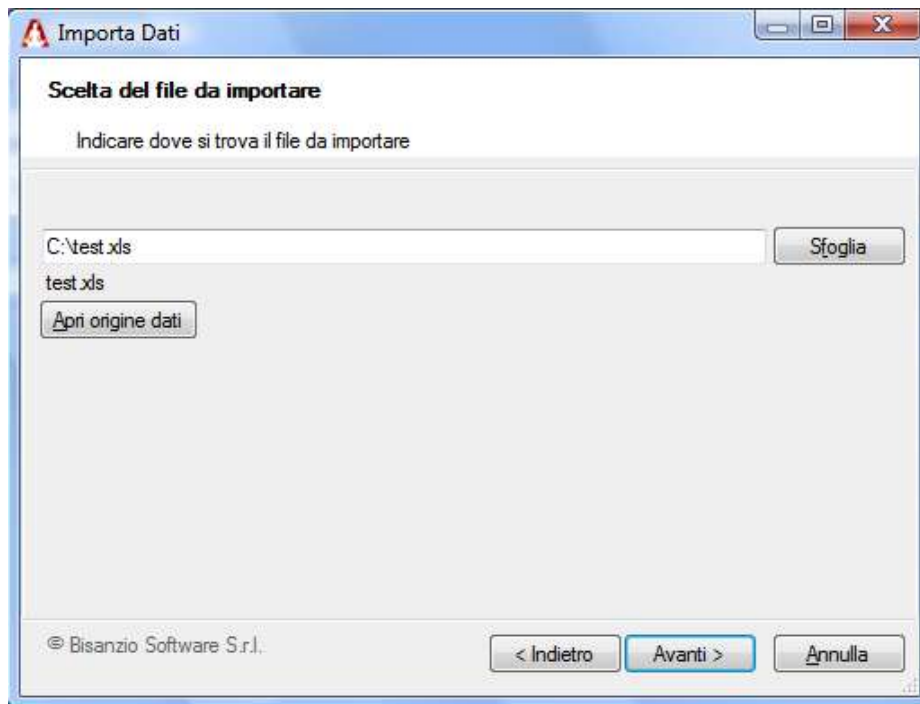 Importa Dati
Scelta del file da importare
Indicare dove si trova il file da importare
C:\test.xls
Sfoglia
test.xls
Apri origine dati
© Bisanzio Software S.r.l.
< Indietro
Avanti >
Annulla